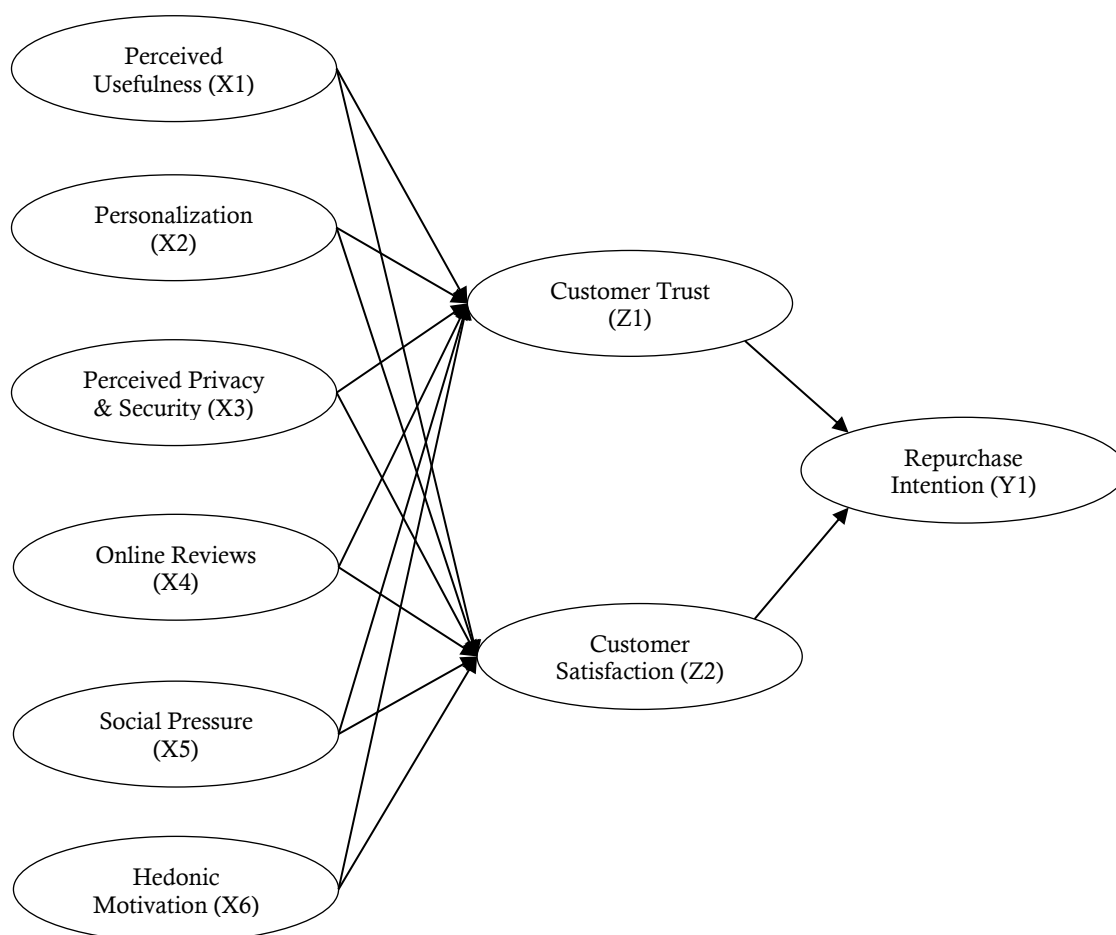 Perceived
Usefulness (X1)
Personalization
(X2)
Perceived Privacy
& Security (X3)
Online Reviews
(X4)
Social Pressure
(X5)
Hedonic
Motivation (X6)
Customer Trust
(Z1)
Customer
Satisfaction (Z2)
Repurchase
Intention (Y1)